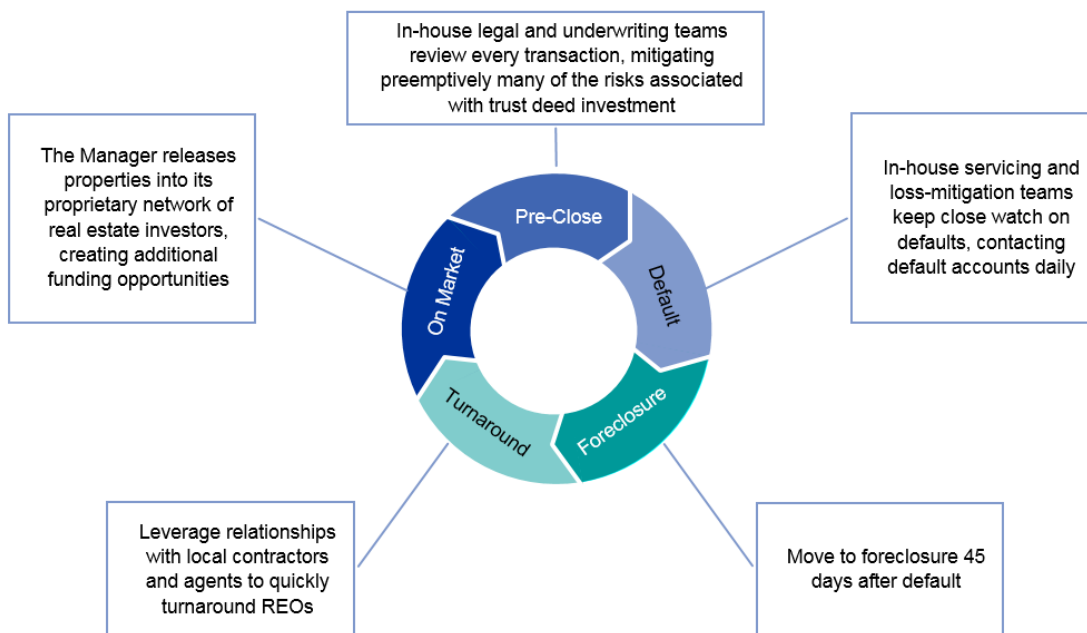 In-house legal and underwriting teams
review every transaction, mitigating
preemptively many of the risks associated
with trust deed investment
The Manager releases
properties into its
proprietary network of
real estate investors,
creating additional
funding opportunities
In-house servicing and
loss-mitigation teams
keep close watch on
defaults, contacting
default accounts daily
Pre-Close
Default
Foreclosure
Turnaround
On Market
Leverage relationships
with local contractors
and agents to quickly
turnaround REOs
Move to foreclosure 45
days after default